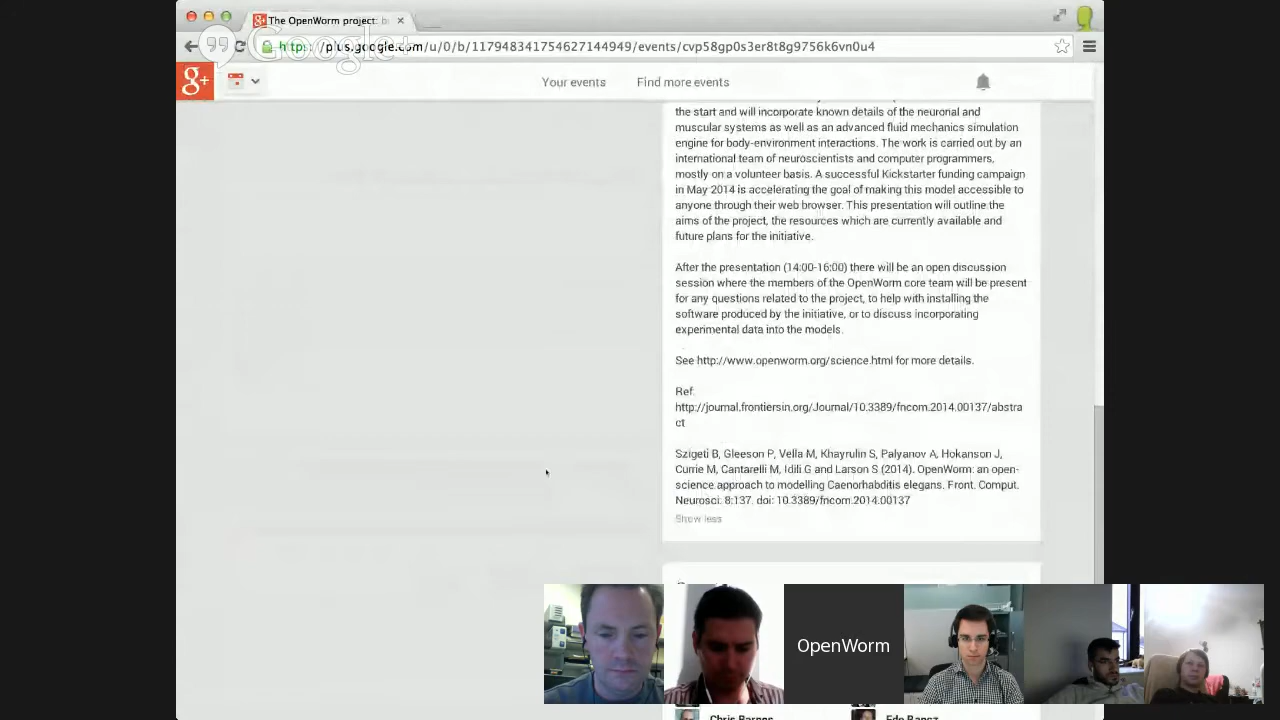 The OpenWorm project: b
Google+
https://plus.google.com/u/0/b/117948341754627144949/events/cvp58gp0s3er8t8g9756k6vn0u4
g+
Your events
Find more events
the start and will incorporate known details of the neuronal and
muscular systems as well as an advanced fluid mechanics simulation
engine for body-environment interactions. The work is carried out by an
international team of neuroscientists and computer programmers,
mostly on a volunteer basis. A successful Kickstarter funding campaign
in May 2014 is accelerating the goal of making this model accessible to
anyone through their web browser. This presentation will outline the
aims of the project, the resources which are currently available and
future plans for the initiative.
After the presentation (14:00-16:00) there will be an open discussion
session where the members of the OpenWorm core team will be present
for any questions related to the project, to help with installing the
software produced by the initiative, or to discuss incorporating
experimental data into the models.
See http://www.openworm.org/science.html for more details.
Ref:
http://journal.frontiersin.org/Journal/10.3389/fncom.2014.00137/abstra
ct
Szigeti B, Gleeson P, Vella M, Khayrulin S, Palyanov A, Hokanson J,
Currie M, Cantarelli M, Idili G and Larson S (2014). OpenWorm: an open-
science approach to modelling Caenorhabditis elegans. Front. Comput.
Neurosci. 8:137. doi: 10.3389/fncom.2014.00137
Show less
OpenWorm
Chris Barnes